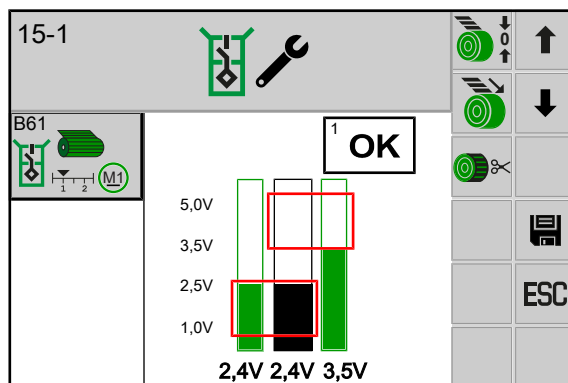 15-1
0
B61
1 2
M1
1
OK
5,0V
3,5V
2,5V
1,0V
2,4V 2,4V 3,5V
ESC